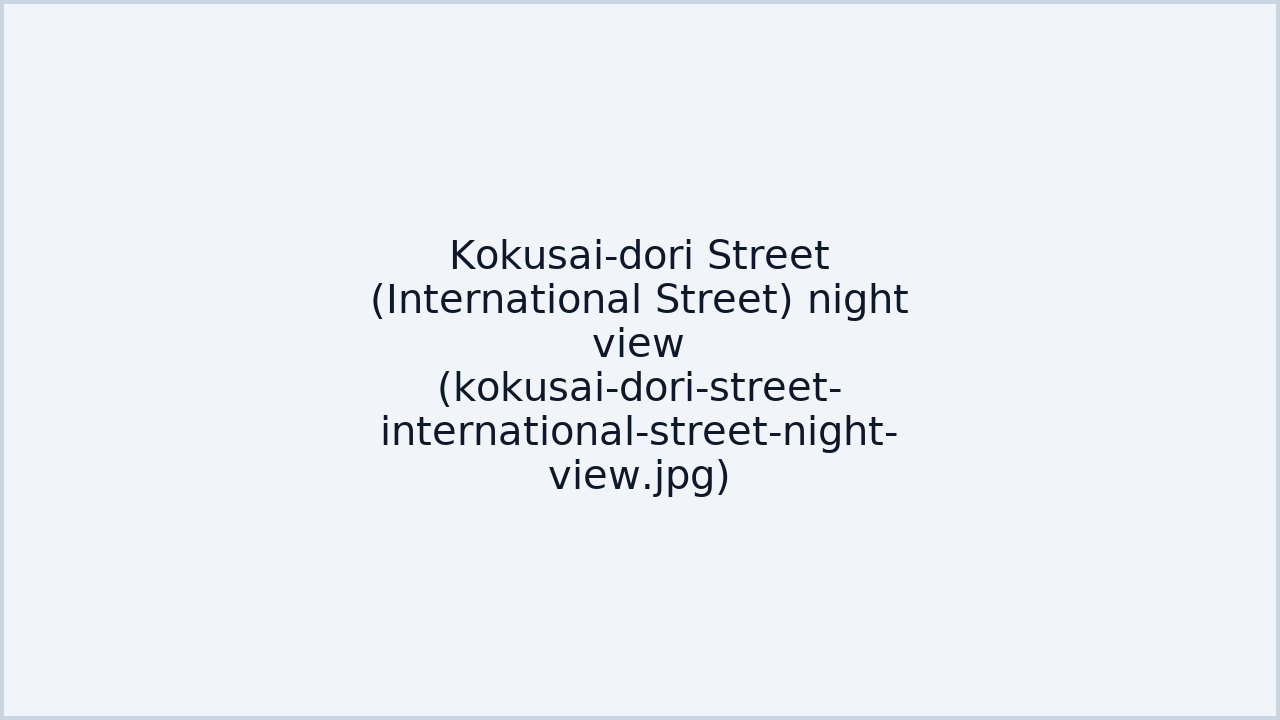 Kokusai-dori Street
(International Street) night
view
(kokusai-dori-street-
international-street-night-
view.jpg)